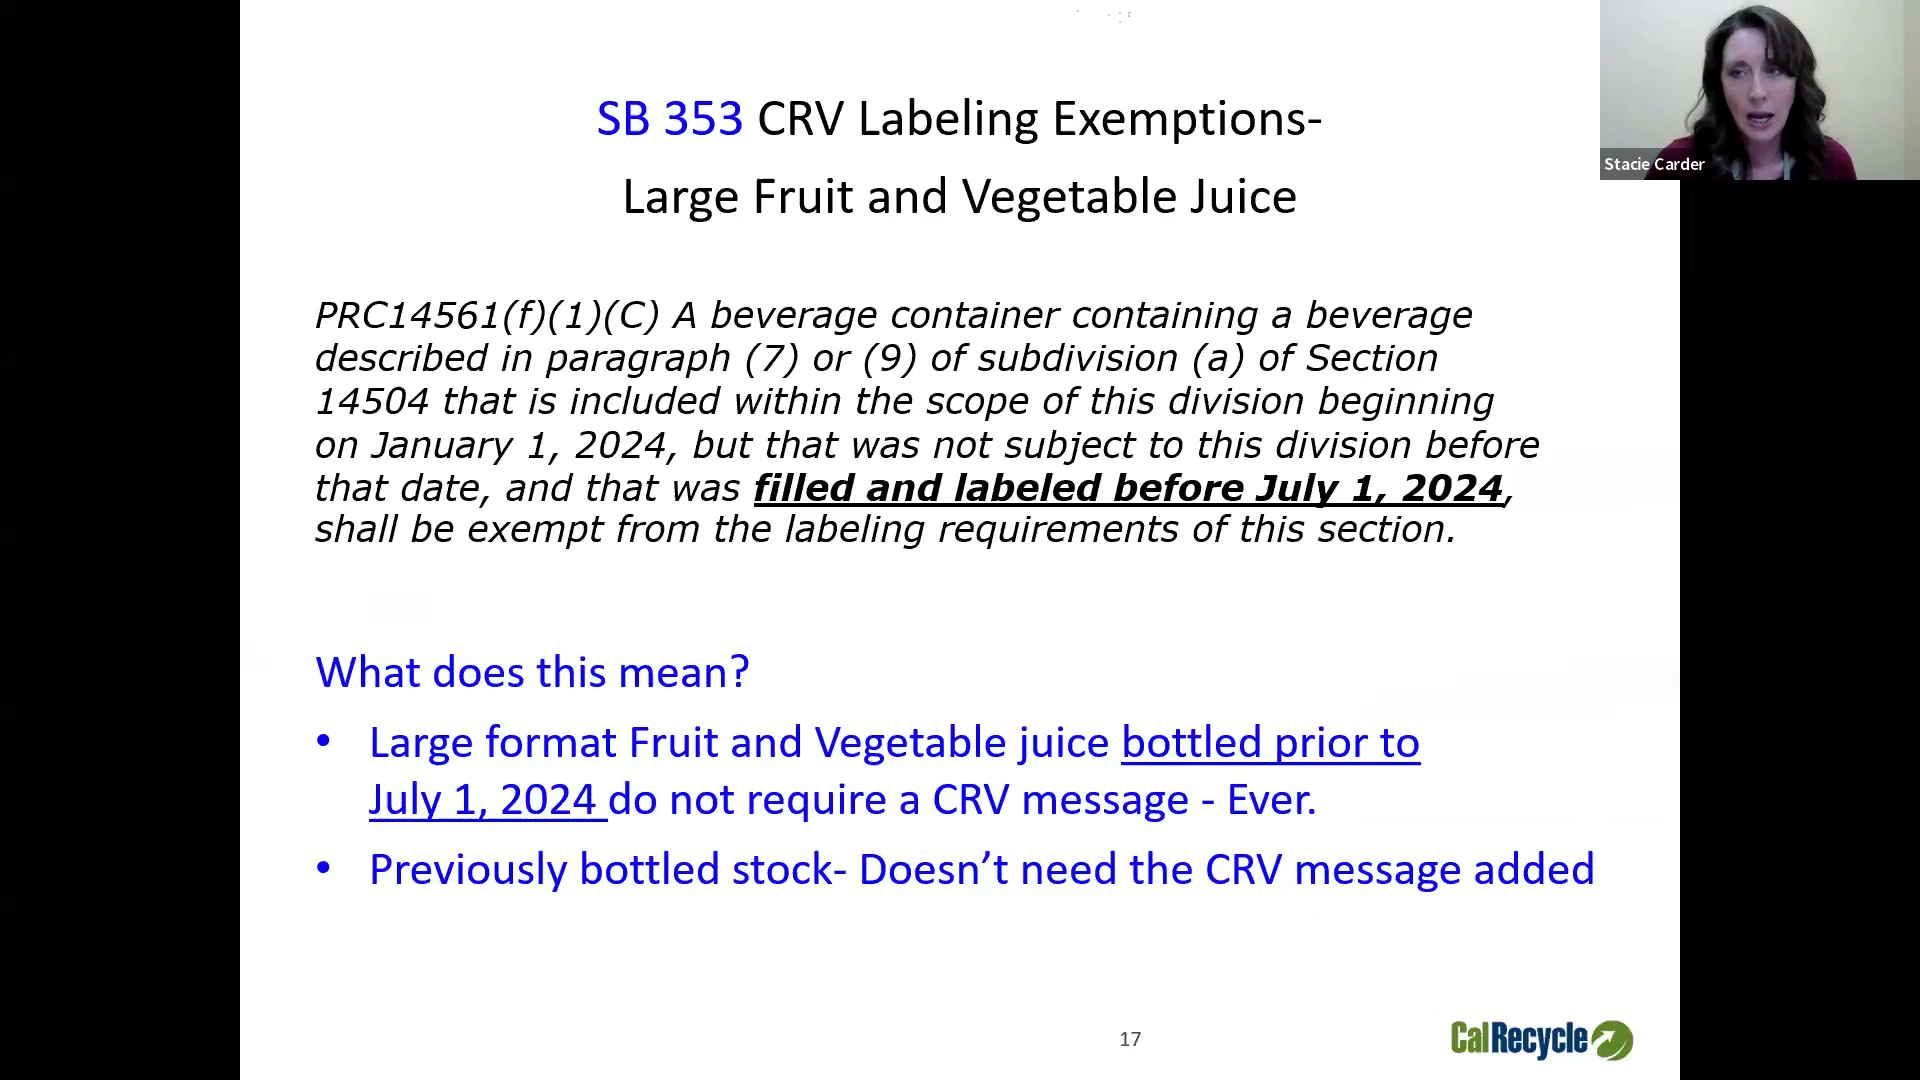 SB 353 CRV Labeling Exemptions-
Large Fruit and Vegetable Juice
Stacie Carder
PRC14561(f)(1)(C) A beverage container containing a beverage
described in paragraph (7) or (9) of subdivision (a) of Section
14504 that is included within the scope of this division beginning
on January 1, 2024, but that was not subject to this division before
that date, and that was filled and labeled before July 1, 2024,
shall be exempt from the labeling requirements of this section.
What does this mean?
• Large format Fruit and Vegetable juice bottled prior to
July 1, 2024 do not require a CRV message - Ever.
• Previously bottled stock- Doesn’t need the CRV message added
17
CalRecycle